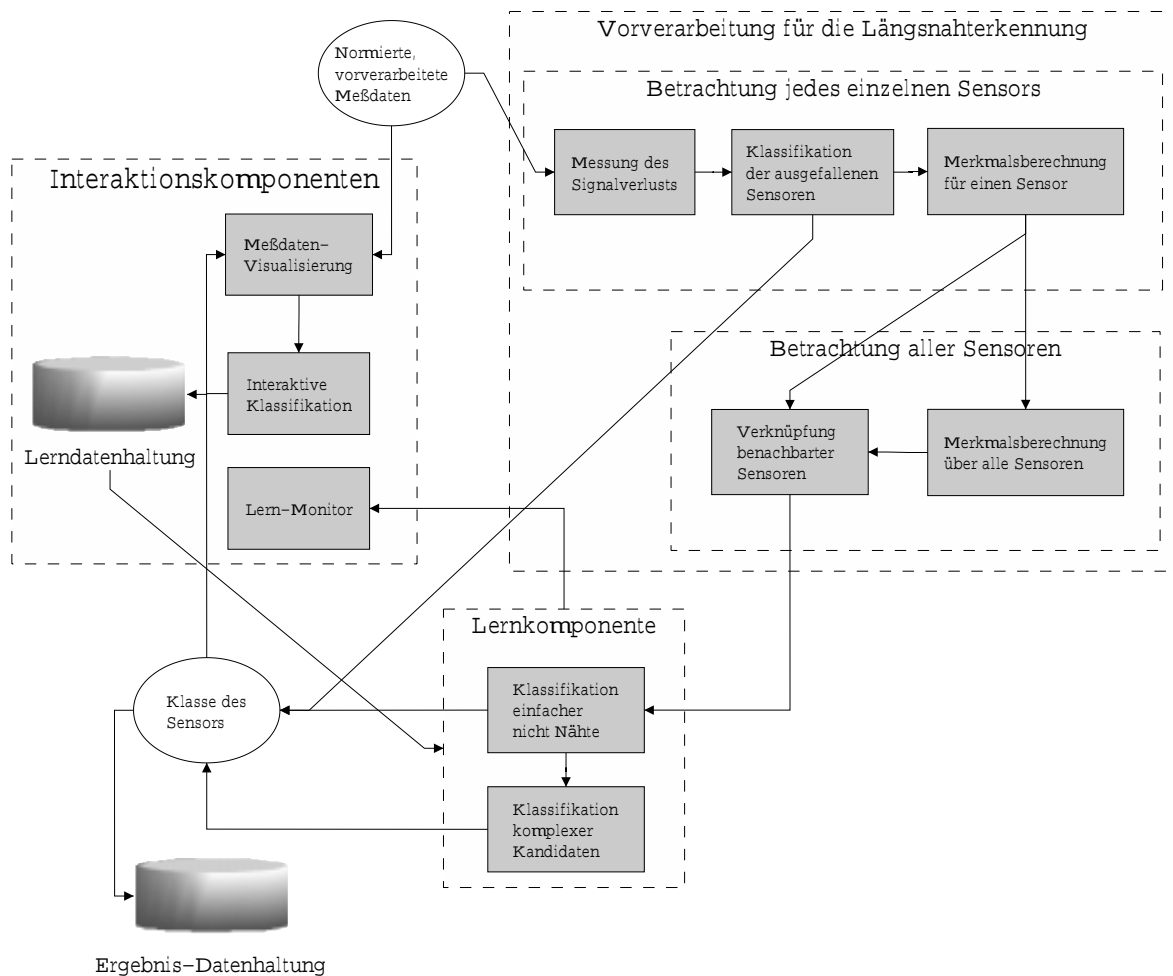 Vorverarbeitung für die Längsnahterkennung
Normierte,
vorverarbeitete
Meßdaten
Betrachtung jedes einzelnen Sensors
Messung des
Signalverlusts
Klassifikation
der ausgefallenen
Sensoren
Merkmalsberechnung
für einen Sensor
Interaktionskomponenten
Meßdaten–
Visualisierung
Interaktive
Klassifikation
Lerndatenhaltung
Lern–Monitor
Betrachtung aller Sensoren
Verknüpfung
benachbarter
Sensoren
Merkmalsberechnung
über alle Sensoren
Lernkomponente
Klassifikation
einfacher
nicht Nähte
Klassifikation
komplexer
Kandidaten
Klasse des
Sensors
Ergebnis–Datenhaltung